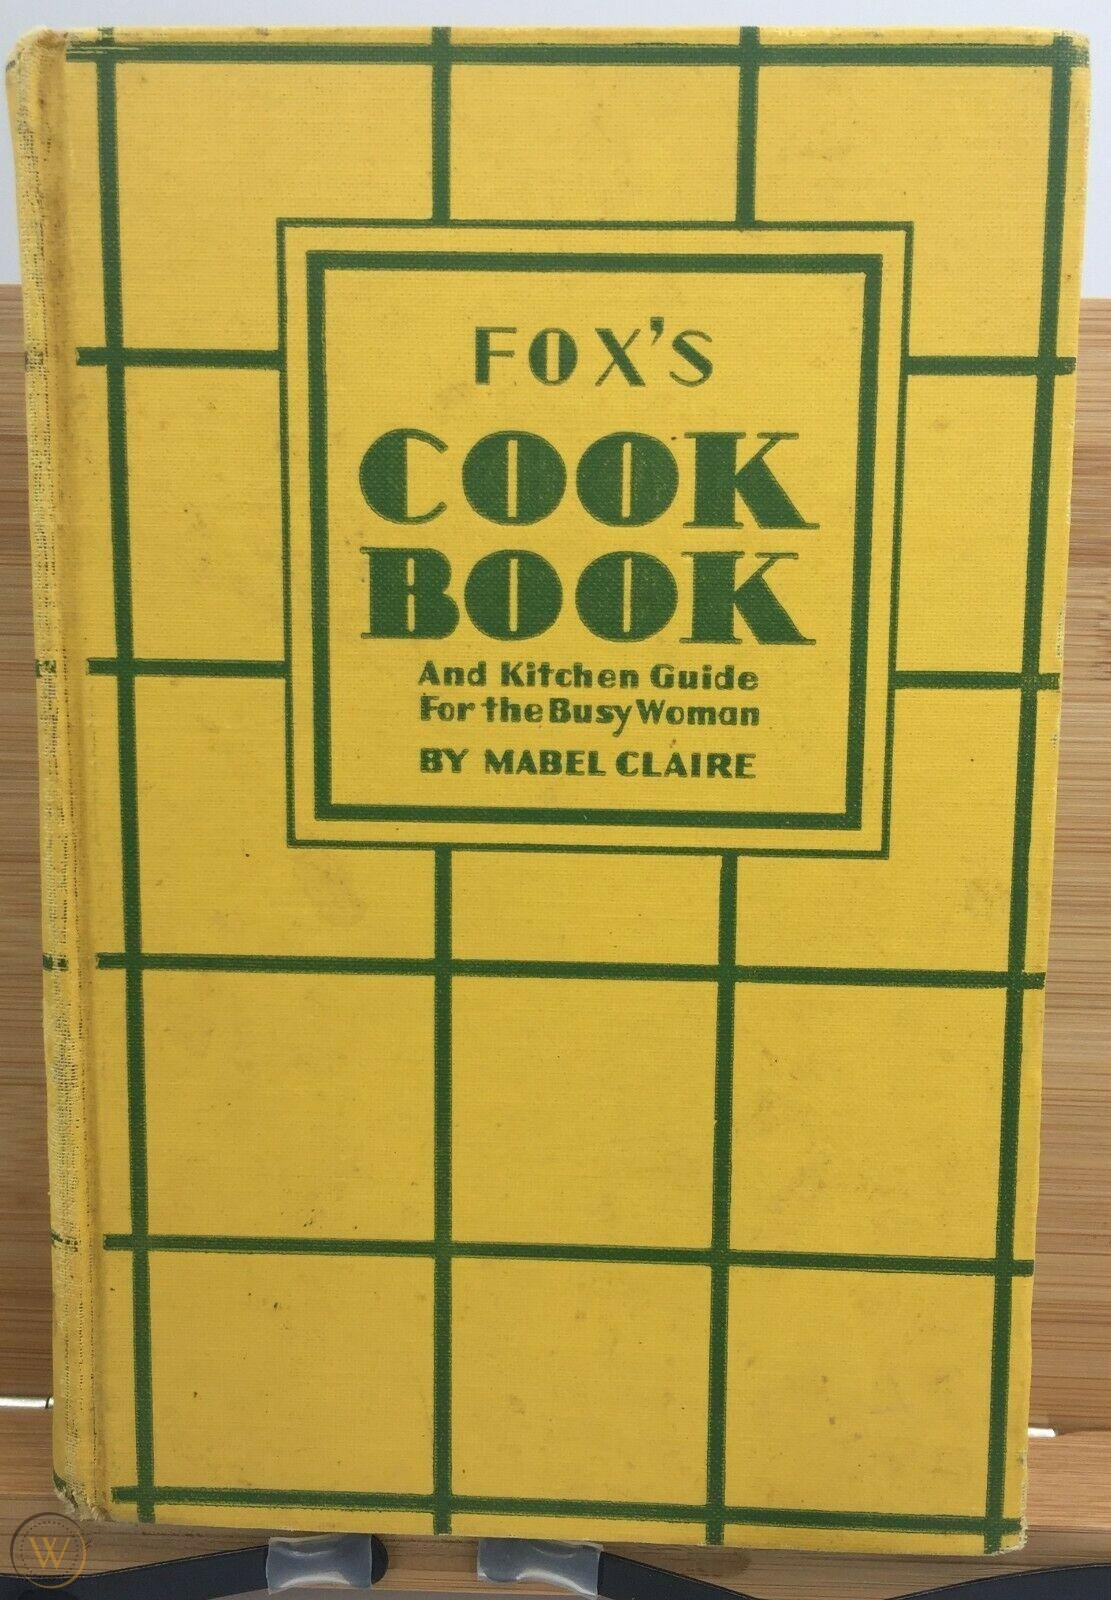 FOX'S
COOK
BOOK
And Kitchen Guide
For the Busy Woman
BY MABEL CLAIRE
W